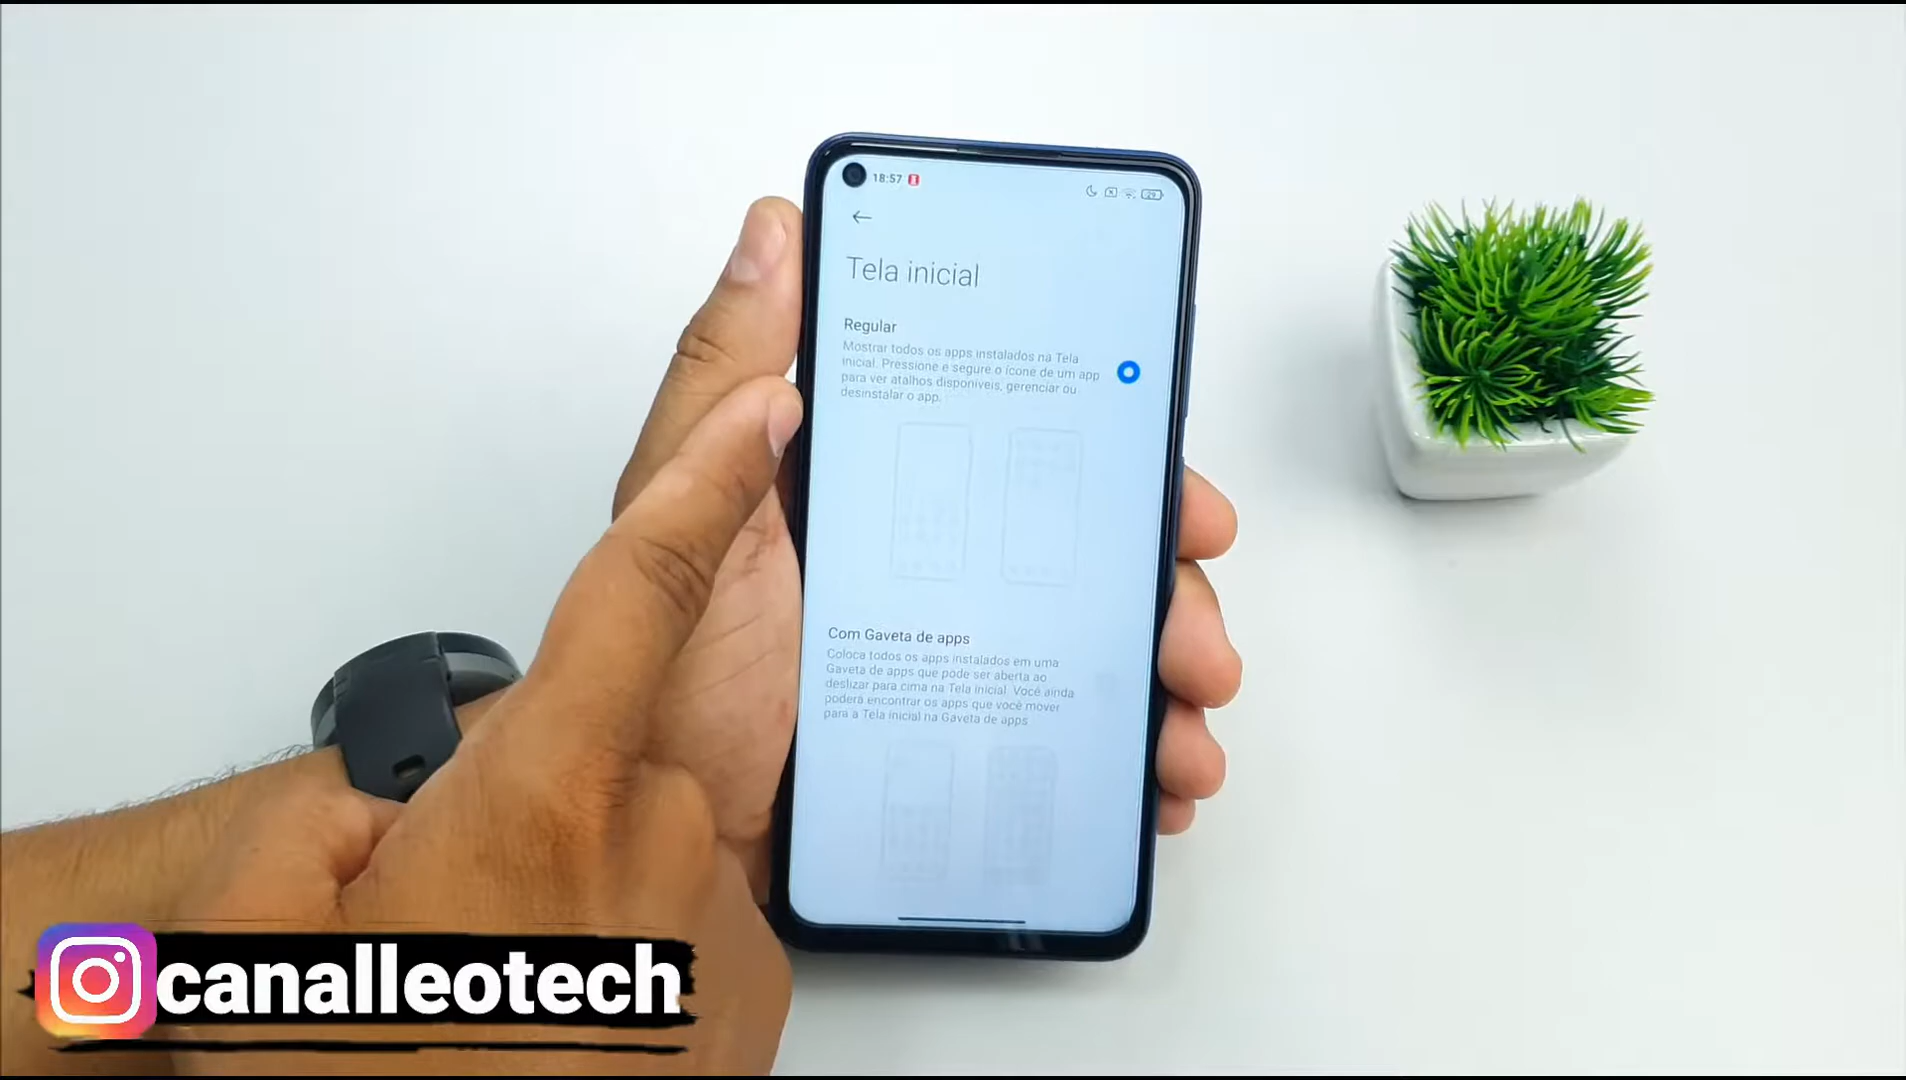 18:57
29
Tela inicial
Regular
Mostrar todos os apps instalados na Tela
inicial. Pressione e segure o ícone de um app
para ver atalhos disponíveis, gerenciar ou
desinstalar o app.
Com Gaveta de apps
Coloca todos os apps instalados em uma
Gaveta de apps que pode ser aberta ao
deslizar para cima na Tela inicial. Você ainda
poderá encontrar os apps que você mover
para a Tela inicial na Gaveta de apps
canalleotech